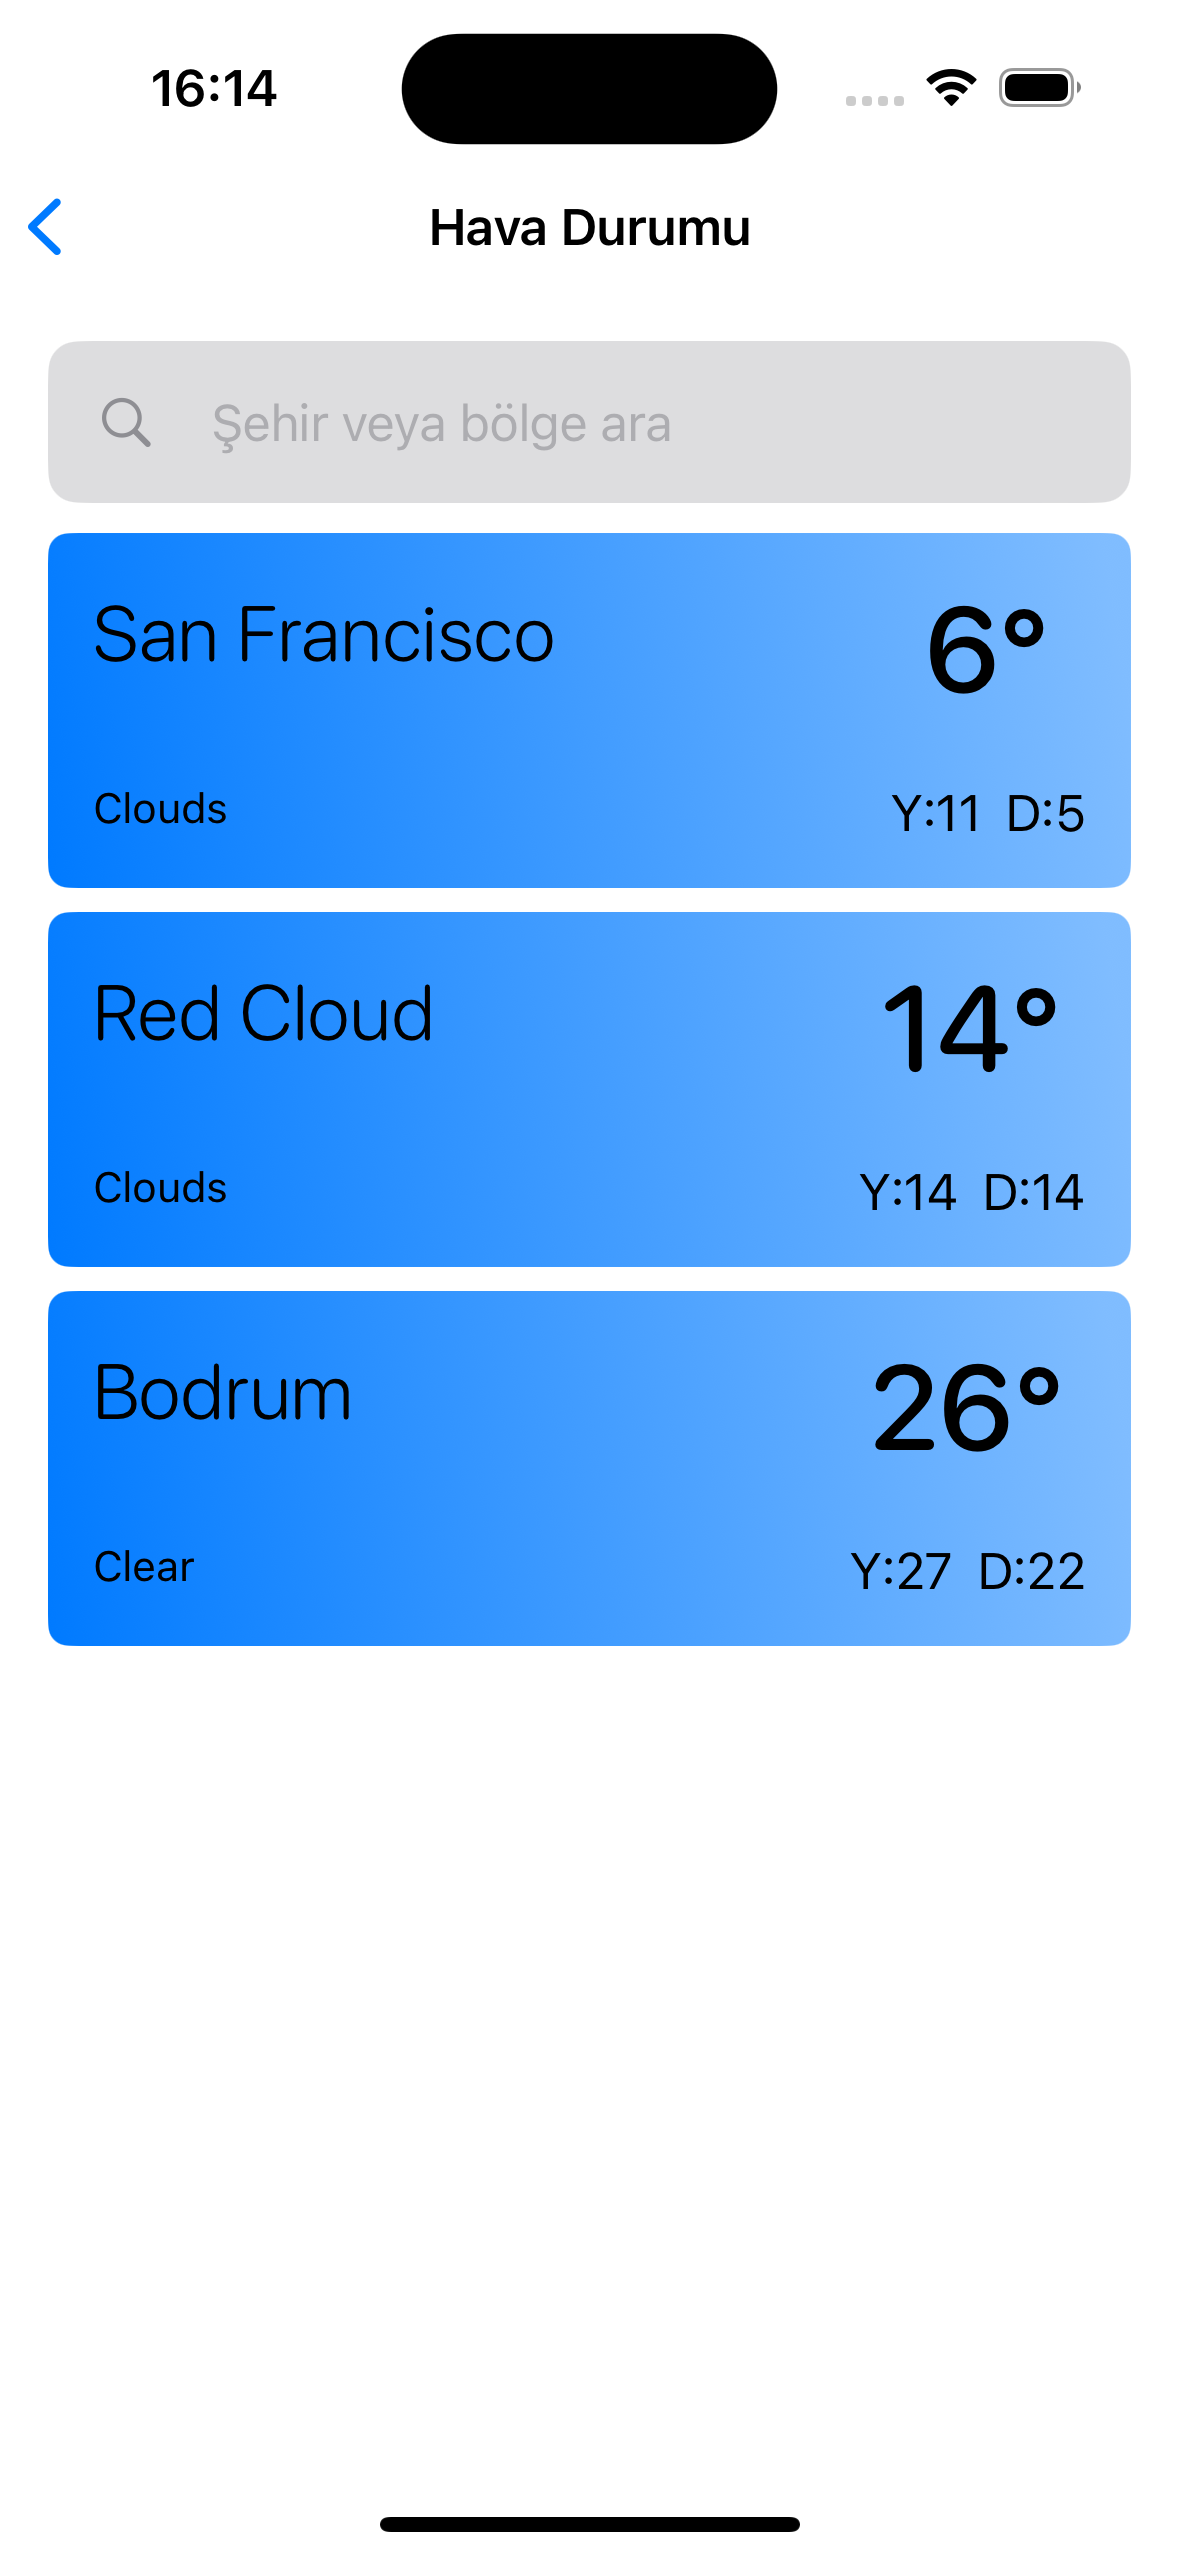 16:14
Hava Durumu
Şehir veya bölge ara
San Francisco
6°
Clouds
Y:11 D:5
Red Cloud
14°
Clouds
Y:14 D:14
Bodrum
26°
Clear
Y:27 D:22